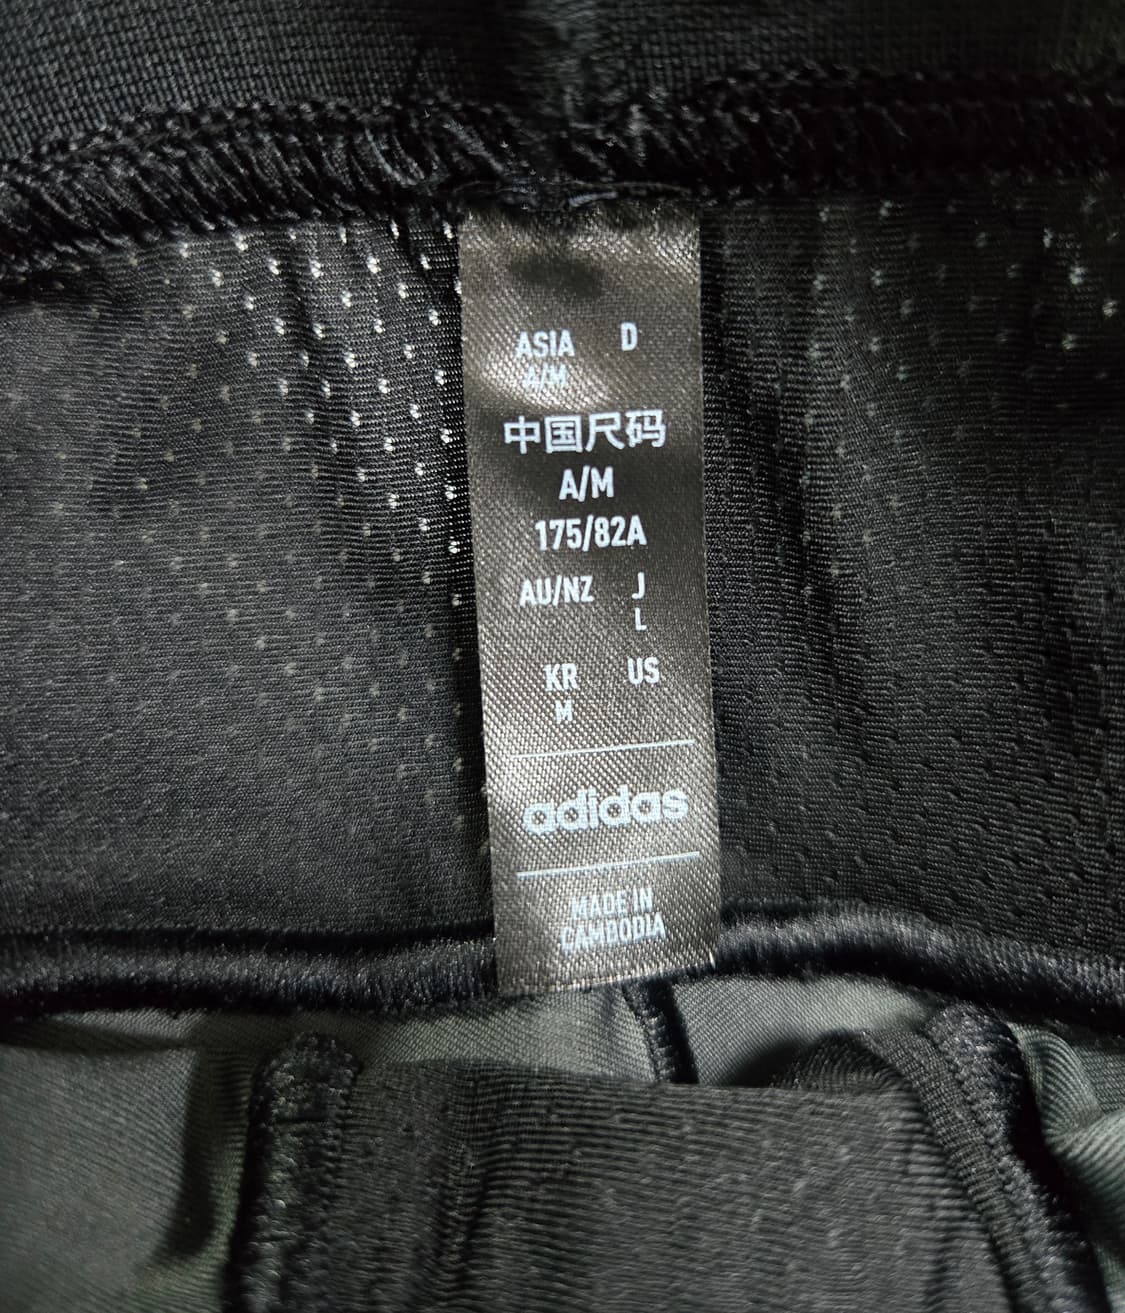 ASIA D
A/M
中国尺码
A/M
175/82A
AU/NZ J
L
KR US
M
adidas
MADE IN
CAMBODIA